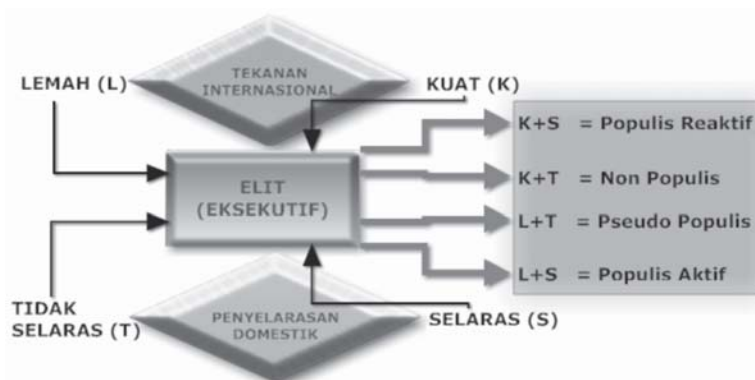 TEKANAN
INTERNASIONAL
LEMAH (L)
KUAT (K)
ELIT
(EKSEKUTIF)
K+S = Populis Reaktif
K+T = Non Populis
L+T = Pseudo Populis
L+S = Populis Aktif
TIDAK
SELARAS (T)
PENYELARASAN
DOMESTIK
SELARAS (S)